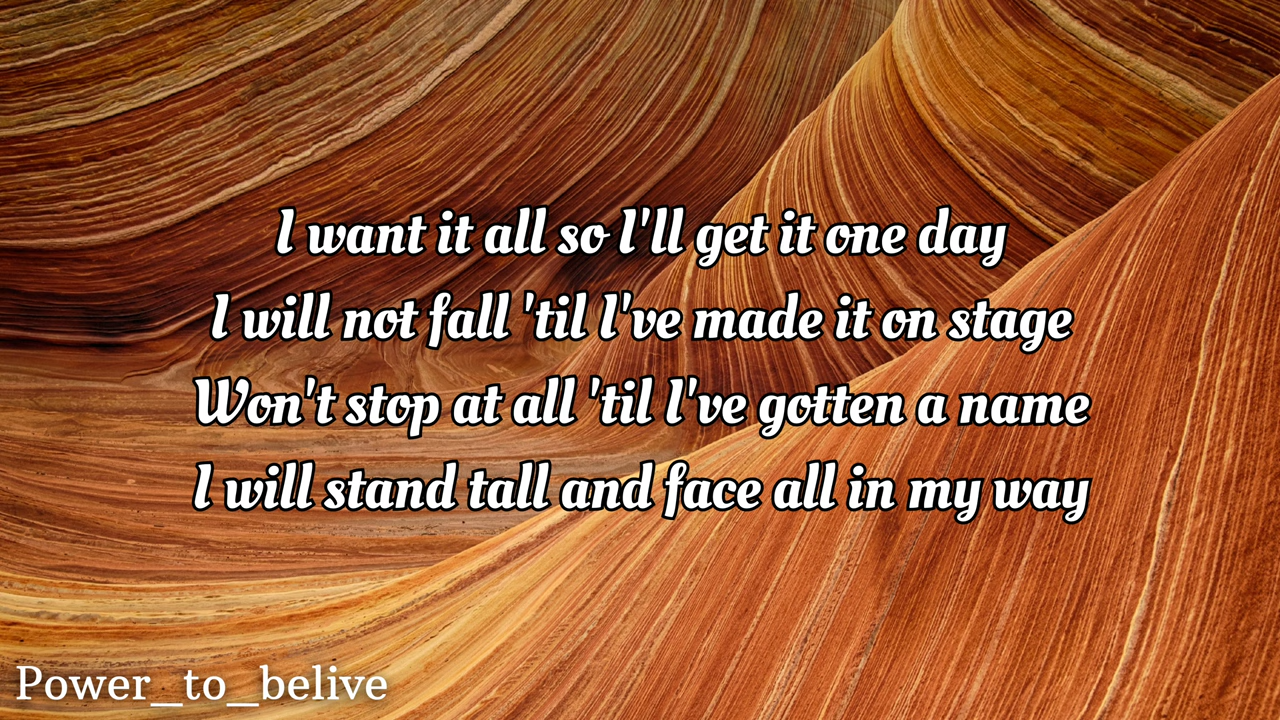 I want it all so I'll get it one day
I will not fall 'til I've made it on stage
Won't stop at all 'til I've gotten a name
I will stand tall and face all in my way
Power_to_belive